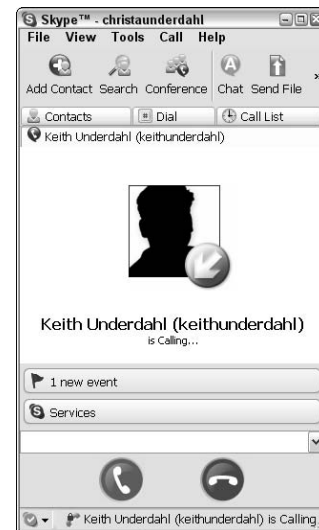 Skype™ - christaunderdahl
File View Tools Call Help
Add Contact Search Conference Chat Send File »
Contacts Dial Call List
Keith Underdahl (keithunderdahl)
Keith Underdahl (keithunderdahl)
is Calling...
1 new event
Services
Keith Underdahl (keithunderdahl) is Calling